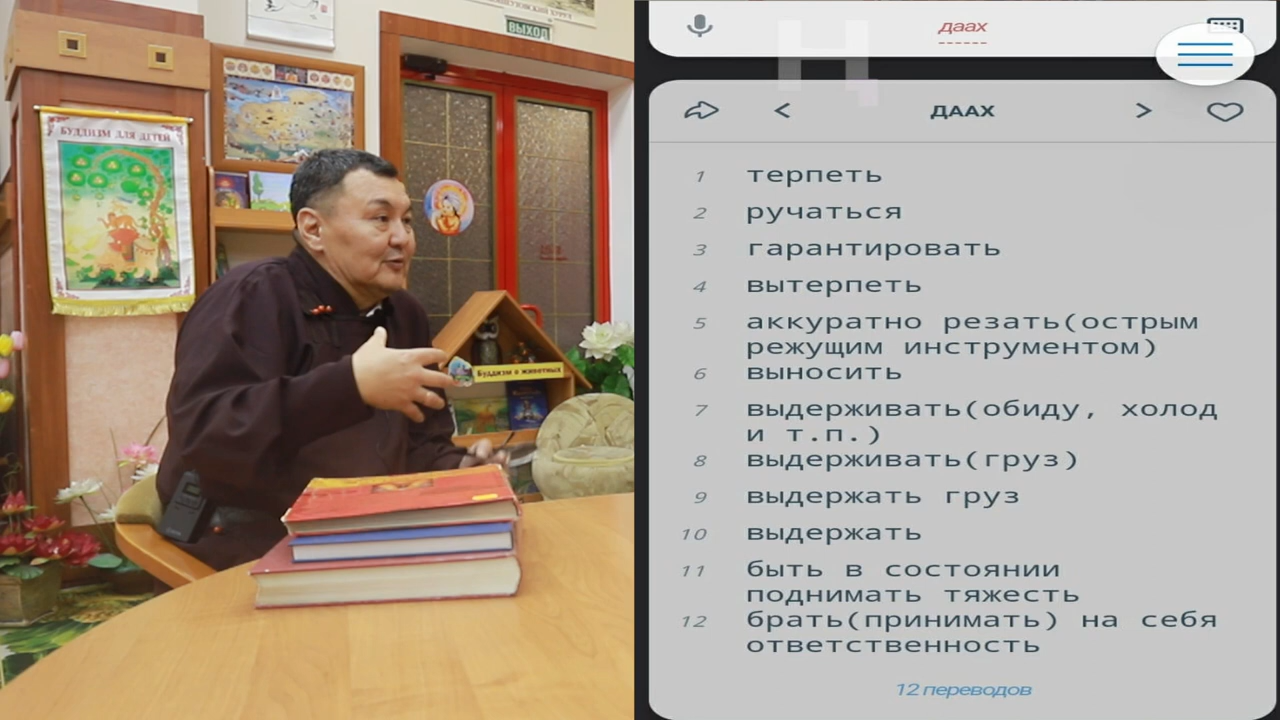 ВЫХОД
БУДДИЗМ ДЛЯ ДЕТЕЙ
Буддизм о животных
даах
ДААХ
1 терпеть
2 ручаться
3 гарантировать
4 вытерпеть
5 аккуратно резать(острым
режущим инструментом)
6 выносить
7 выдерживать(обиду, холод
и т.п.)
8 выдерживать(груз)
9 выдержать груз
10 выдержать
11 быть в состоянии
поднимать тяжесть
12 брать(принимать) на себя
ответственность
12 переводов